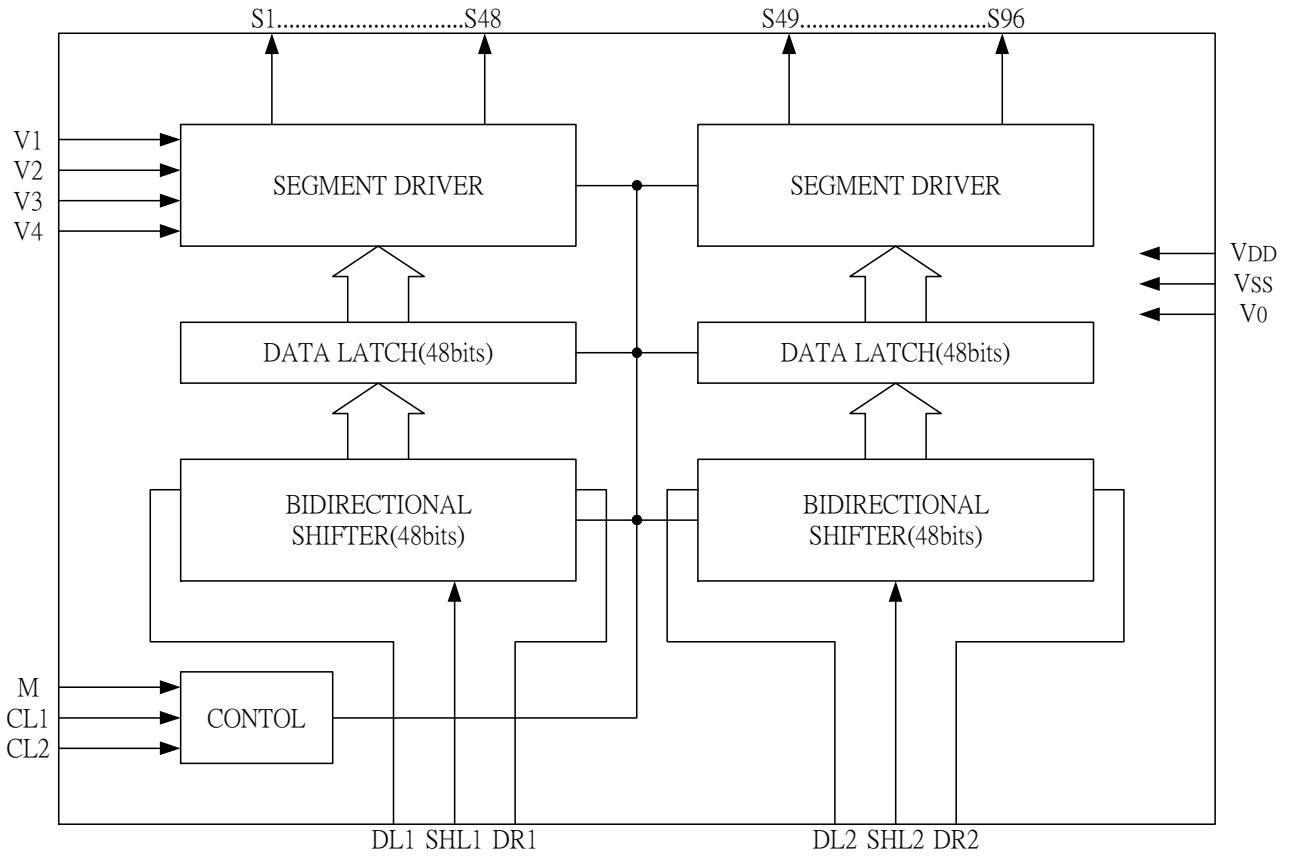 S1..............................S48
S49..............................S96
V1
V2
V3
V4
SEGMENT DRIVER
SEGMENT DRIVER
VDD
VSS
V0
DATA LATCH(48bits)
DATA LATCH(48bits)
BIDIRECTIONAL
SHIFTER(48bits)
BIDIRECTIONAL
SHIFTER(48bits)
M
CL1
CL2
CONTOL
DL1 SHL1 DR1
DL2 SHL2 DR2